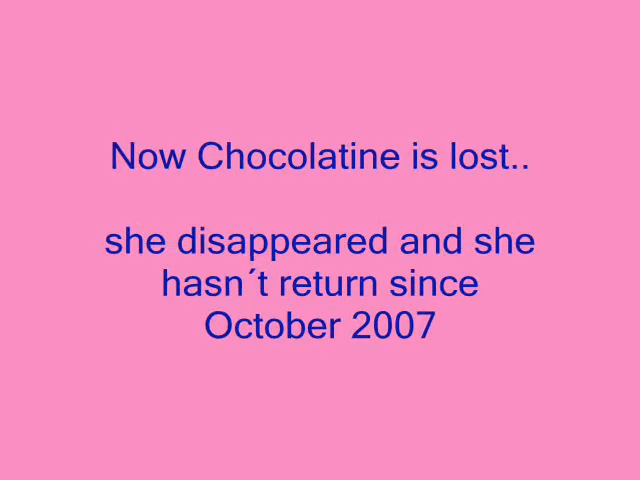 Now Chocolatine is lost..
she disappeared and she
hasn´t return since
October 2007